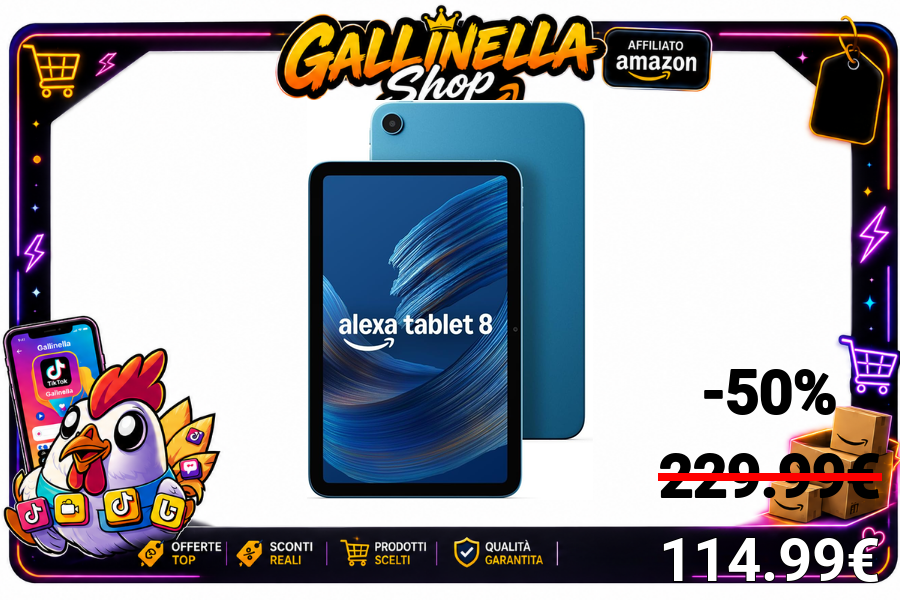 GALLINELLA
Shop
AFFILIATO
amazon
alexa tablet 8
Gallinella
TikTok
Gallinella
-50%
229.99€
114.99€
OFFERTE
TOP
SCONTI
REALI
PRODOTTI
SCELTI
QUALITÀ
GARANTITA